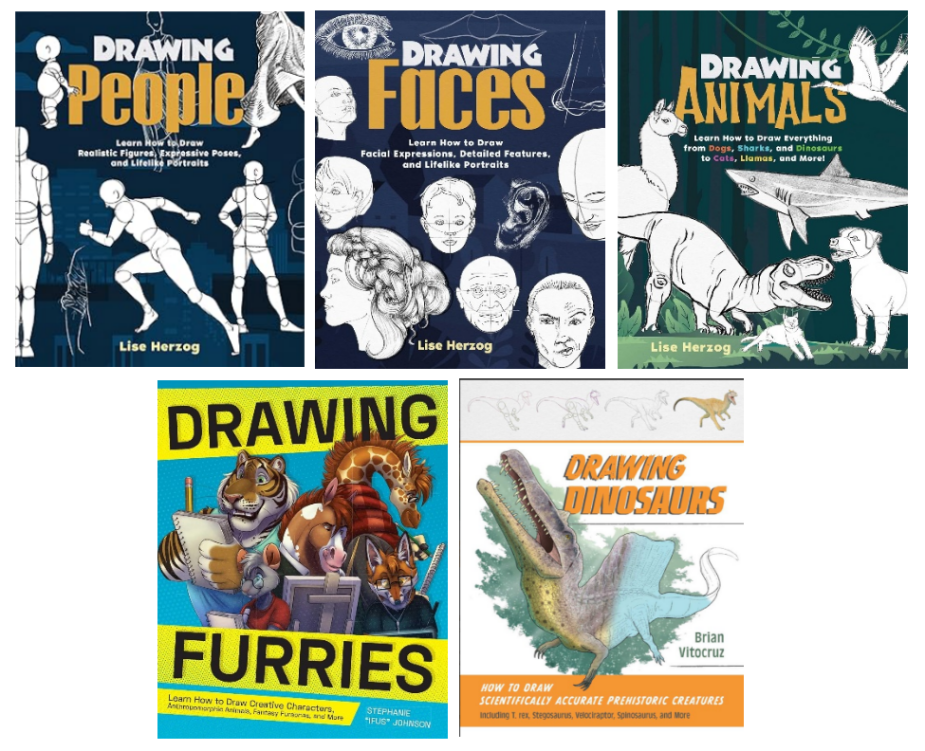 DRAWING
People
Learn How to Draw
Realistic Figures, Expressive Poses,
and Lifelike Portraits
Lise Herzog
DRAWING
Faces
Learn How to Draw
Facial Expressions, Detailed Features,
and Lifelike Portraits
Lise Herzog
DRAWING
ANIMALS
Learn How to Draw Everything
from Dogs, Sharks, and Dinosaurs
to Cats, Llamas, and More!
Lise Herzog
DRAWING
FURRIES
Learn How to Draw Creative Characters,
Anthropomorphic Animals, Fantasy Fursonas, and More
STEPHANIE
"IFUS" JOHNSON
DRAWING
DINOSAURS
Brian
Vitocruz
HOW TO DRAW
SCIENTIFICALLY ACCURATE PREHISTORIC CREATURES
Including T. rex, Stegosaurus, Velociraptor, Spinosaurus, and More